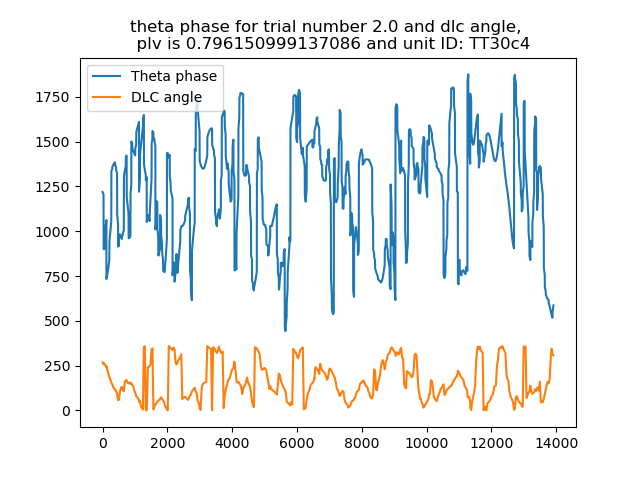 theta phase for trial number 2.0 and dlc angle,
plv is 0.796150999137086 and unit ID: TT30c4
Theta phase
DLC angle
1750
1500
1250
1000
750
500
250
0
0 2000 4000 6000 8000 10000 12000 14000